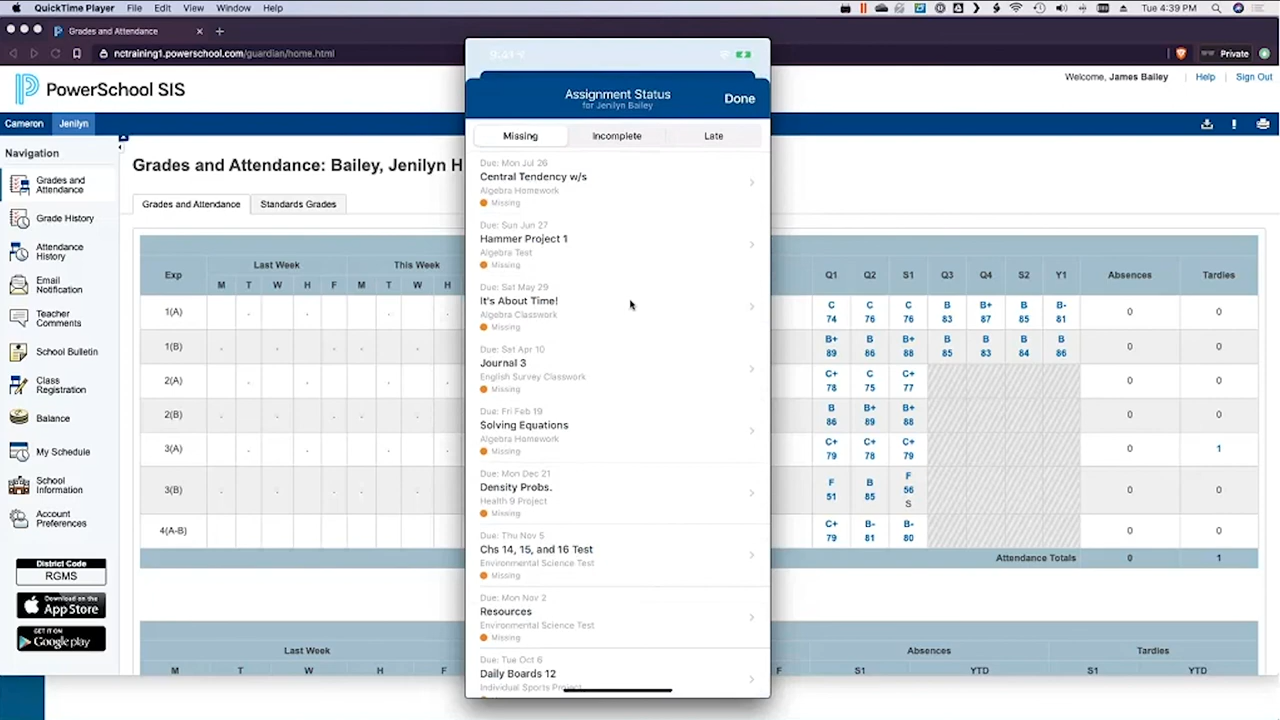 QuickTime Player File Edit View Window Help Tue 4:39 PM
Grades and Attendance
nctraining1.powerschool.com/guardian/home.html Private
PowerSchool SIS
Welcome, James Bailey Help Sign Out
Cameron Jenilyn
Navigation
Grades and
Attendance
Grade History
Attendance
History
Email
Notification
Teacher
Comments
School Bulletin
Class
Registration
Balance
My Schedule
School
Information
Account
Preferences
District Code
RGMS
Download on the
App Store
GET IT ON
Google play
Grades and Attendance: Bailey, Jenilyn H
Grades and Attendance Standards Grades
Exp Last Week This Week
M T W H F M T W H
Q1 Q2 S1 Q3 Q4 S2 Y1 Absences Tardies
1(A) C 74 C 76 C 76 B 83 B+ 87 B 85 B- 81 0 0
1(B) B+ 89 B 86 B+ 88 B 85 B 83 B 84 B 86 0 0
2(A) C+ 78 C 75 C+ 77 0 0
2(B) B 86 B+ 89 B+ 88 0 0
3(A) C+ 79 C+ 78 C+ 79 0 1
3(B) F 51 B 85 F 56 S 0 0
4(A-B) C+ 79 B- 81 B- 80 0 0
Attendance Totals 0 1
Last Week Absences Tardies
M T W H F F S1 YTD S1 YTD
9:41
Assignment Status
for Jenilyn Bailey
Done
Missing Incomplete Late
Due: Mon Jul 26
Central Tendency w/s
Algebra Homework
Missing
Due: Sun Jun 27
Hammer Project 1
Algebra Test
Missing
Due: Sat May 29
It's About Time!
Algebra Classwork
Missing
Due: Sat Apr 10
Journal 3
English Survey Classwork
Missing
Due: Fri Feb 19
Solving Equations
Algebra Homework
Missing
Due: Mon Dec 21
Density Probs.
Health 9 Project
Missing
Due: Thu Nov 5
Chs 14, 15, and 16 Test
Environmental Science Test
Missing
Due: Mon Nov 2
Resources
Environmental Science Test
Missing
Due: Tue Oct 6
Daily Boards 12
Individual Sports Project